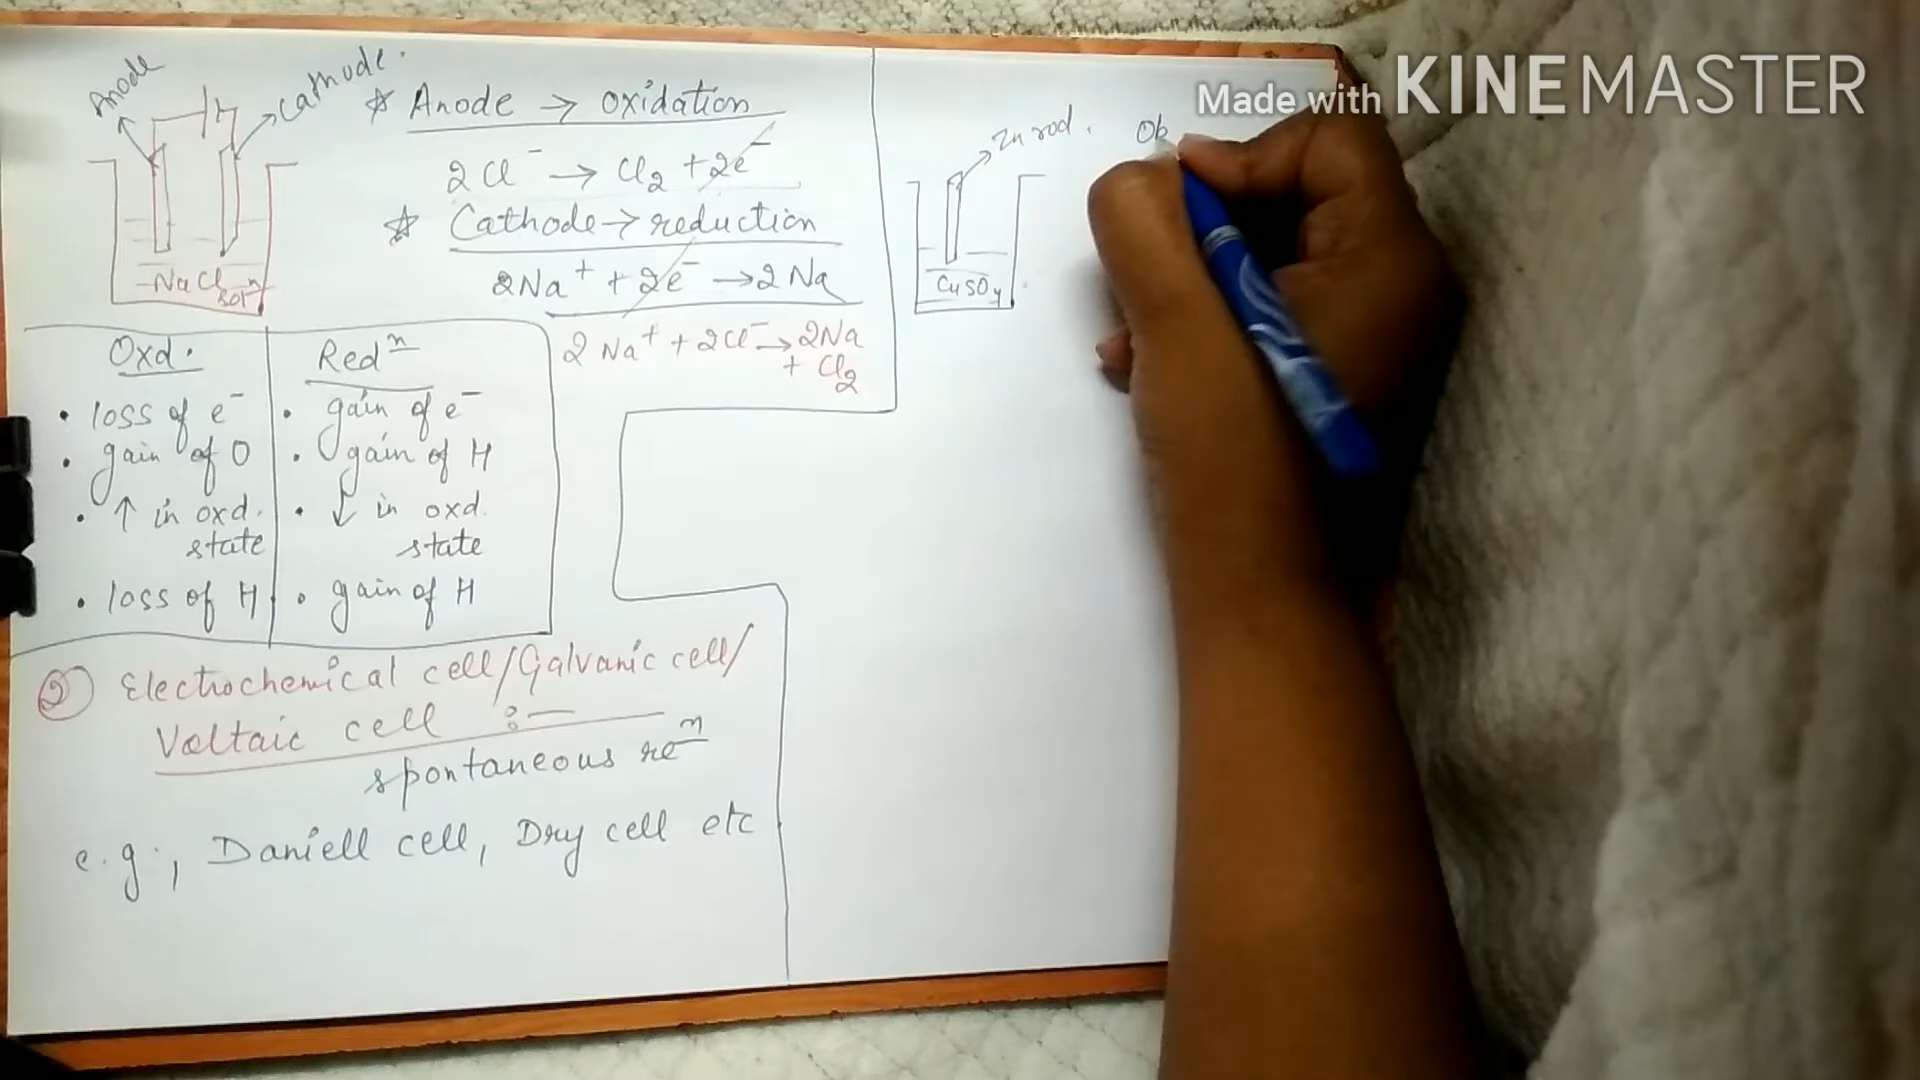 Made with KINEMASTER
Anode
Cathode.
☆ Anode → oxidation
2Cl⁻ → Cl₂ + 2e⁻
☆ Cathode → reduction
2Na⁺ + 2e⁻ → 2Na
2Na⁺ + 2Cl⁻ → 2Na
+ Cl₂
NaCl
solⁿ
Oxd.
• loss of e⁻
• gain of O
• ↑ in oxd.
state
• loss of H
Redⁿ
• gain of e⁻
• gain of H
• ↓ in oxd.
state
• gain of H
② Electrochemical cell/Galvanic cell/
Voltaic cell :—
spontaneous reⁿ
e.g., Daniell cell, Dry cell etc
Zn rod.
CuSO₄
Ob